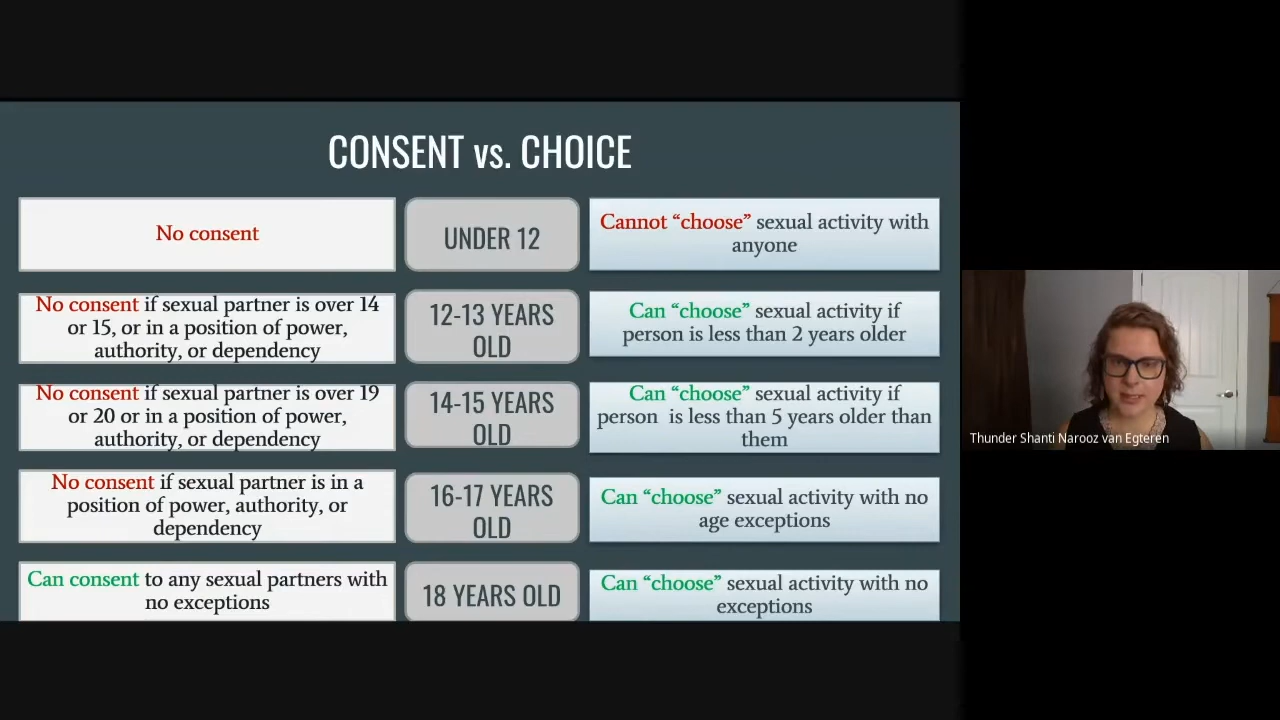 CONSENT vs. CHOICE
No consent
UNDER 12
Cannot “choose” sexual activity with
anyone
No consent if sexual partner is over 14
or 15, or in a position of power,
authority, or dependency
12-13 YEARS
OLD
Can “choose” sexual activity if
person is less than 2 years older
No consent if sexual partner is over 19
or 20 or in a position of power,
authority, or dependency
14-15 YEARS
OLD
Can “choose” sexual activity if
person is less than 5 years older than
them
No consent if sexual partner is in a
position of power, authority, or
dependency
16-17 YEARS
OLD
Can “choose” sexual activity with no
age exceptions
Can consent to any sexual partners with
no exceptions
18 YEARS OLD
Can “choose” sexual activity with no
exceptions
Thunder Shanti Narooz van Egteren